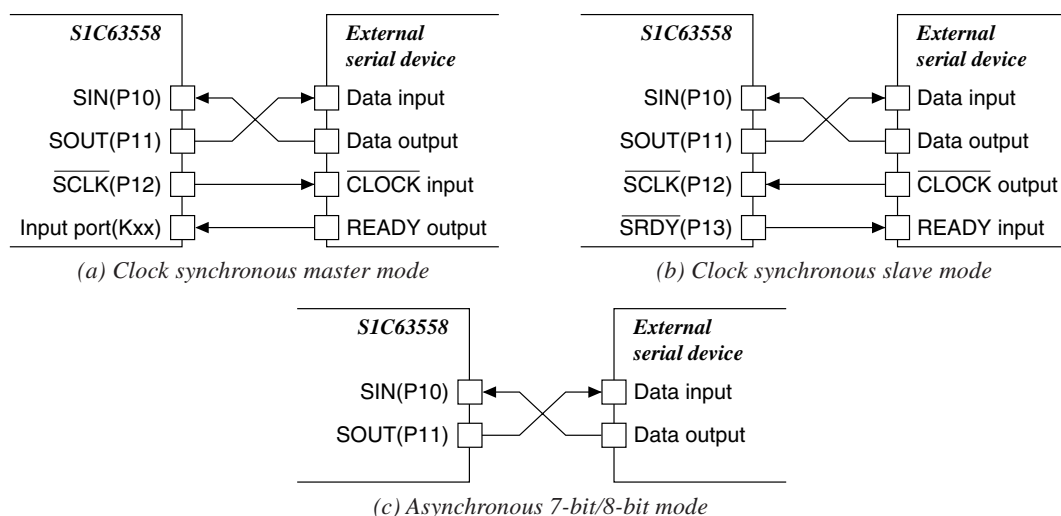 S1C63558
External
serial device
SIN(P10)
Data input
SOUT(P11)
Data output
SCLK(P12)
CLOCK input
Input port(Kxx)
READY output
(a) Clock synchronous master mode
S1C63558
External
serial device
SIN(P10)
Data input
SOUT(P11)
Data output
SCLK(P12)
CLOCK output
SRDY(P13)
READY input
(b) Clock synchronous slave mode
S1C63558
External
serial device
SIN(P10)
Data input
SOUT(P11)
Data output
(c) Asynchronous 7-bit/8-bit mode